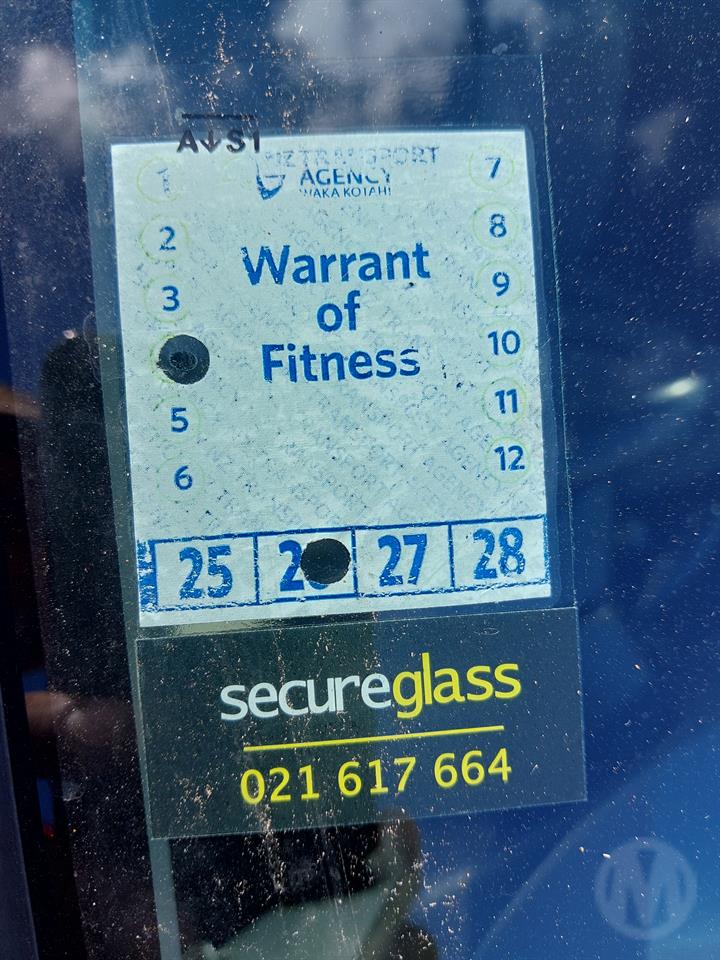 A↓S1
NZ TRANSPORT
AGENCY
WAKA KOTAHI
Warrant
of
Fitness
1
2
3
5
6
7
8
9
10
11
12
25 2 27 28
secureglass
021 617 664
M